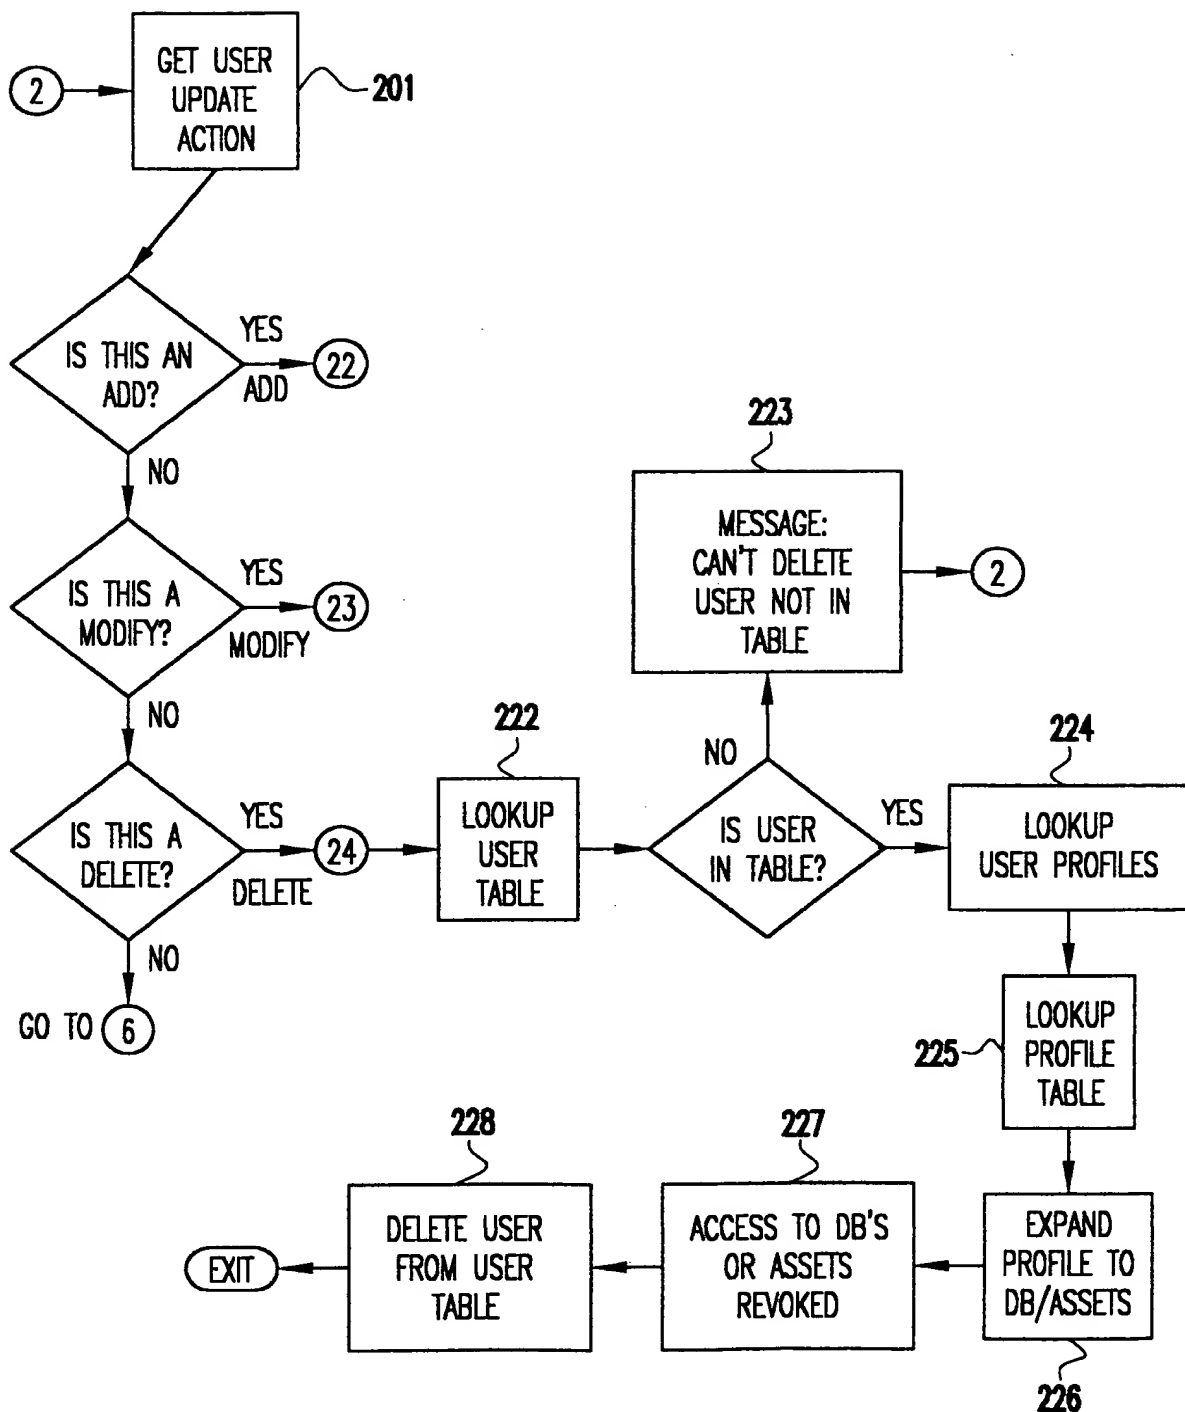 2
GET USER
UPDATE
ACTION
201
IS THIS AN
ADD?
YES
ADD
22
NO
IS THIS A
MODIFY?
YES
MODIFY
23
NO
IS THIS A
DELETE?
YES
DELETE
24
NO
GO TO 6
222
LOOKUP
USER
TABLE
IS USER
IN TABLE?
NO
223
MESSAGE:
CAN'T DELETE
USER NOT IN
TABLE
2
YES
224
LOOKUP
USER PROFILES
225
LOOKUP
PROFILE
TABLE
EXPAND
PROFILE TO
DB/ASSETS
226
227
ACCESS TO DB'S
OR ASSETS
REVOKED
228
DELETE USER
FROM USER
TABLE
EXIT